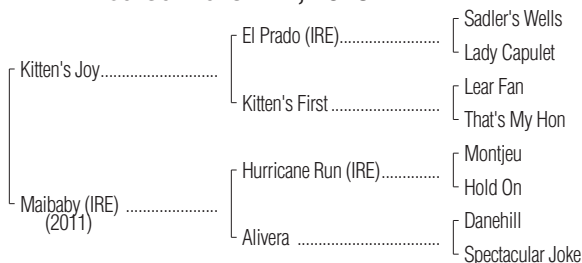 Sadler's Wells
El Prado (IRE)........................
Lady Capulet
Kitten's Joy............................
Lear Fan
Kitten's First ..........................
That's My Hon
Montjeu
Hurricane Run (IRE)..............
Hold On
Maibaby (IRE) ......................
(2011)
Danehill
Alivera ..................................
Spectacular Joke